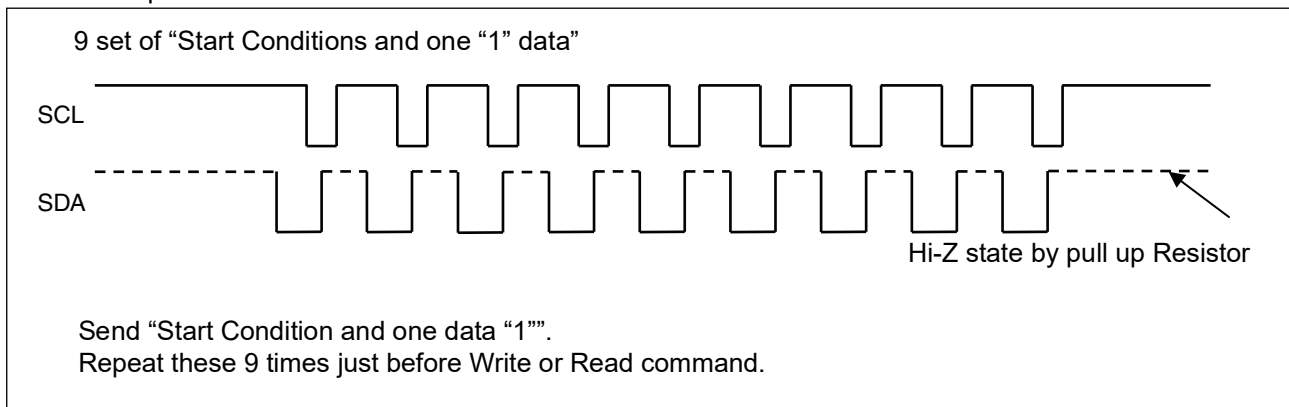 9 set of “Start Conditions and one “1” data”
SCL
SDA
Hi-Z state by pull up Resistor
Send “Start Condition and one data “1””.
Repeat these 9 times just before Write or Read command.